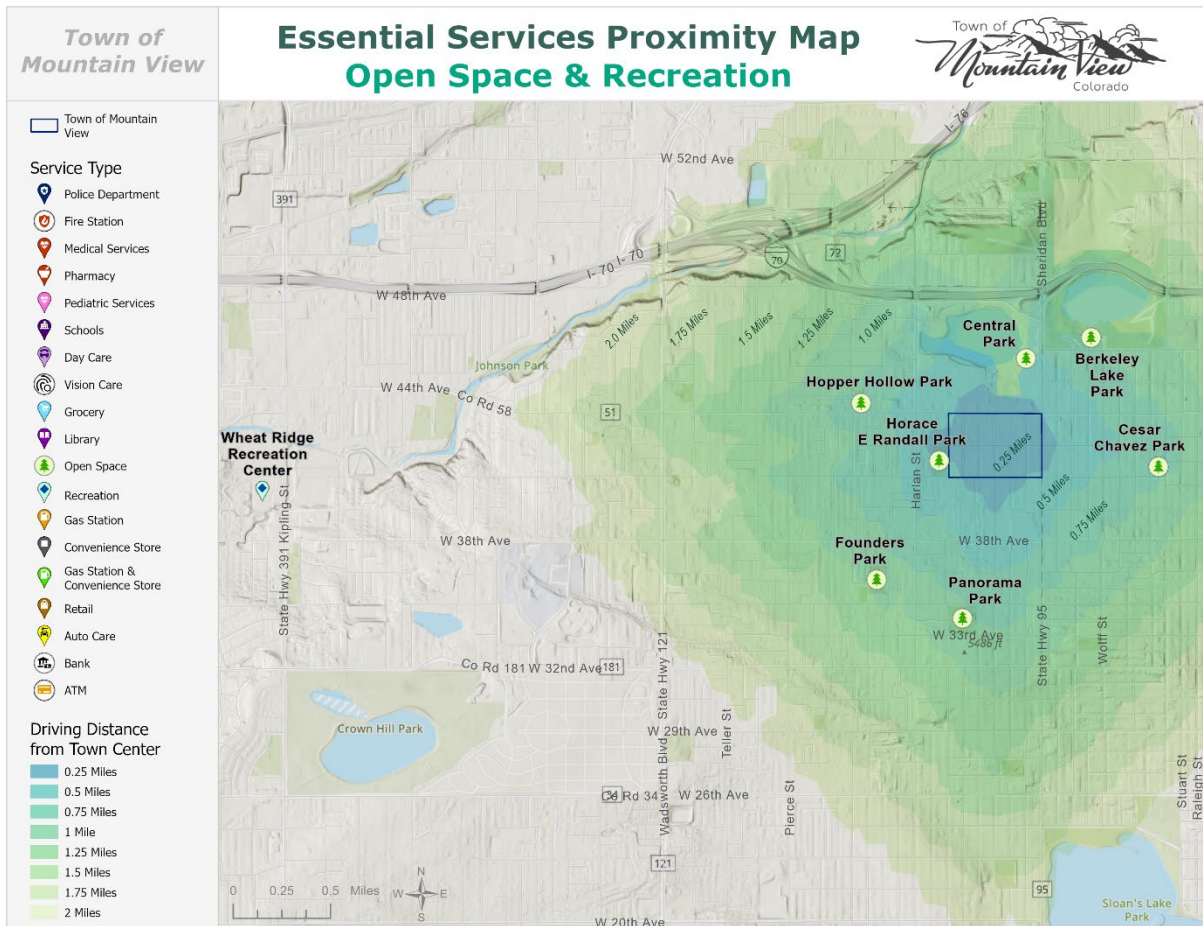 Town of
Mountain View
Essential Services Proximity Map
Open Space & Recreation
Town of
Mountain View
Colorado
Town of Mountain
View
Service Type
Police Department
Fire Station
Medical Services
Pharmacy
Pediatric Services
Schools
Day Care
Vision Care
Grocery
Library
Open Space
Recreation
Gas Station
Convenience Store
Gas Station &
Convenience Store
Retail
Auto Care
Bank
ATM
Driving Distance
from Town Center
0.25 Miles
0.5 Miles
0.75 Miles
1 Mile
1.25 Miles
1.5 Miles
1.75 Miles
2 Miles
I- 76
W 52nd Ave
391
Sheridan Blvd
72
70
I- 70 I- 70
W 48th Ave
2.0 Miles
1.75 Miles
1.5 Miles
1.25 Miles
1.0 Miles
Central
Park
Berkeley
Lake
Park
Johnson Park
W 44th Ave
Co Rd 58
51
Hopper Hollow Park
Horace
E Randall Park
Cesar
Chavez Park
Wheat Ridge
Recreation
Center
0.25 Miles
0.5 Miles
0.75 Miles
Harlan St
State Hwy 391 Kipling St
W 38th Ave
W 38th Ave
Founders
Park
Panorama
Park
W 33rd Ave
5486 ft
State Hwy 95
Wolff St
Co Rd 181 W 32nd Ave
181
Wadsworth Blvd State Hwy 121
Crown Hill Park
W 29th Ave
Teller St
Pierce St
34
Co Rd 34 W 26th Ave
Stuart St
Raleigh St
121
95
Sloan's Lake
Park
W 20th Ave
0 0.25 0.5 Miles
N
W E
S